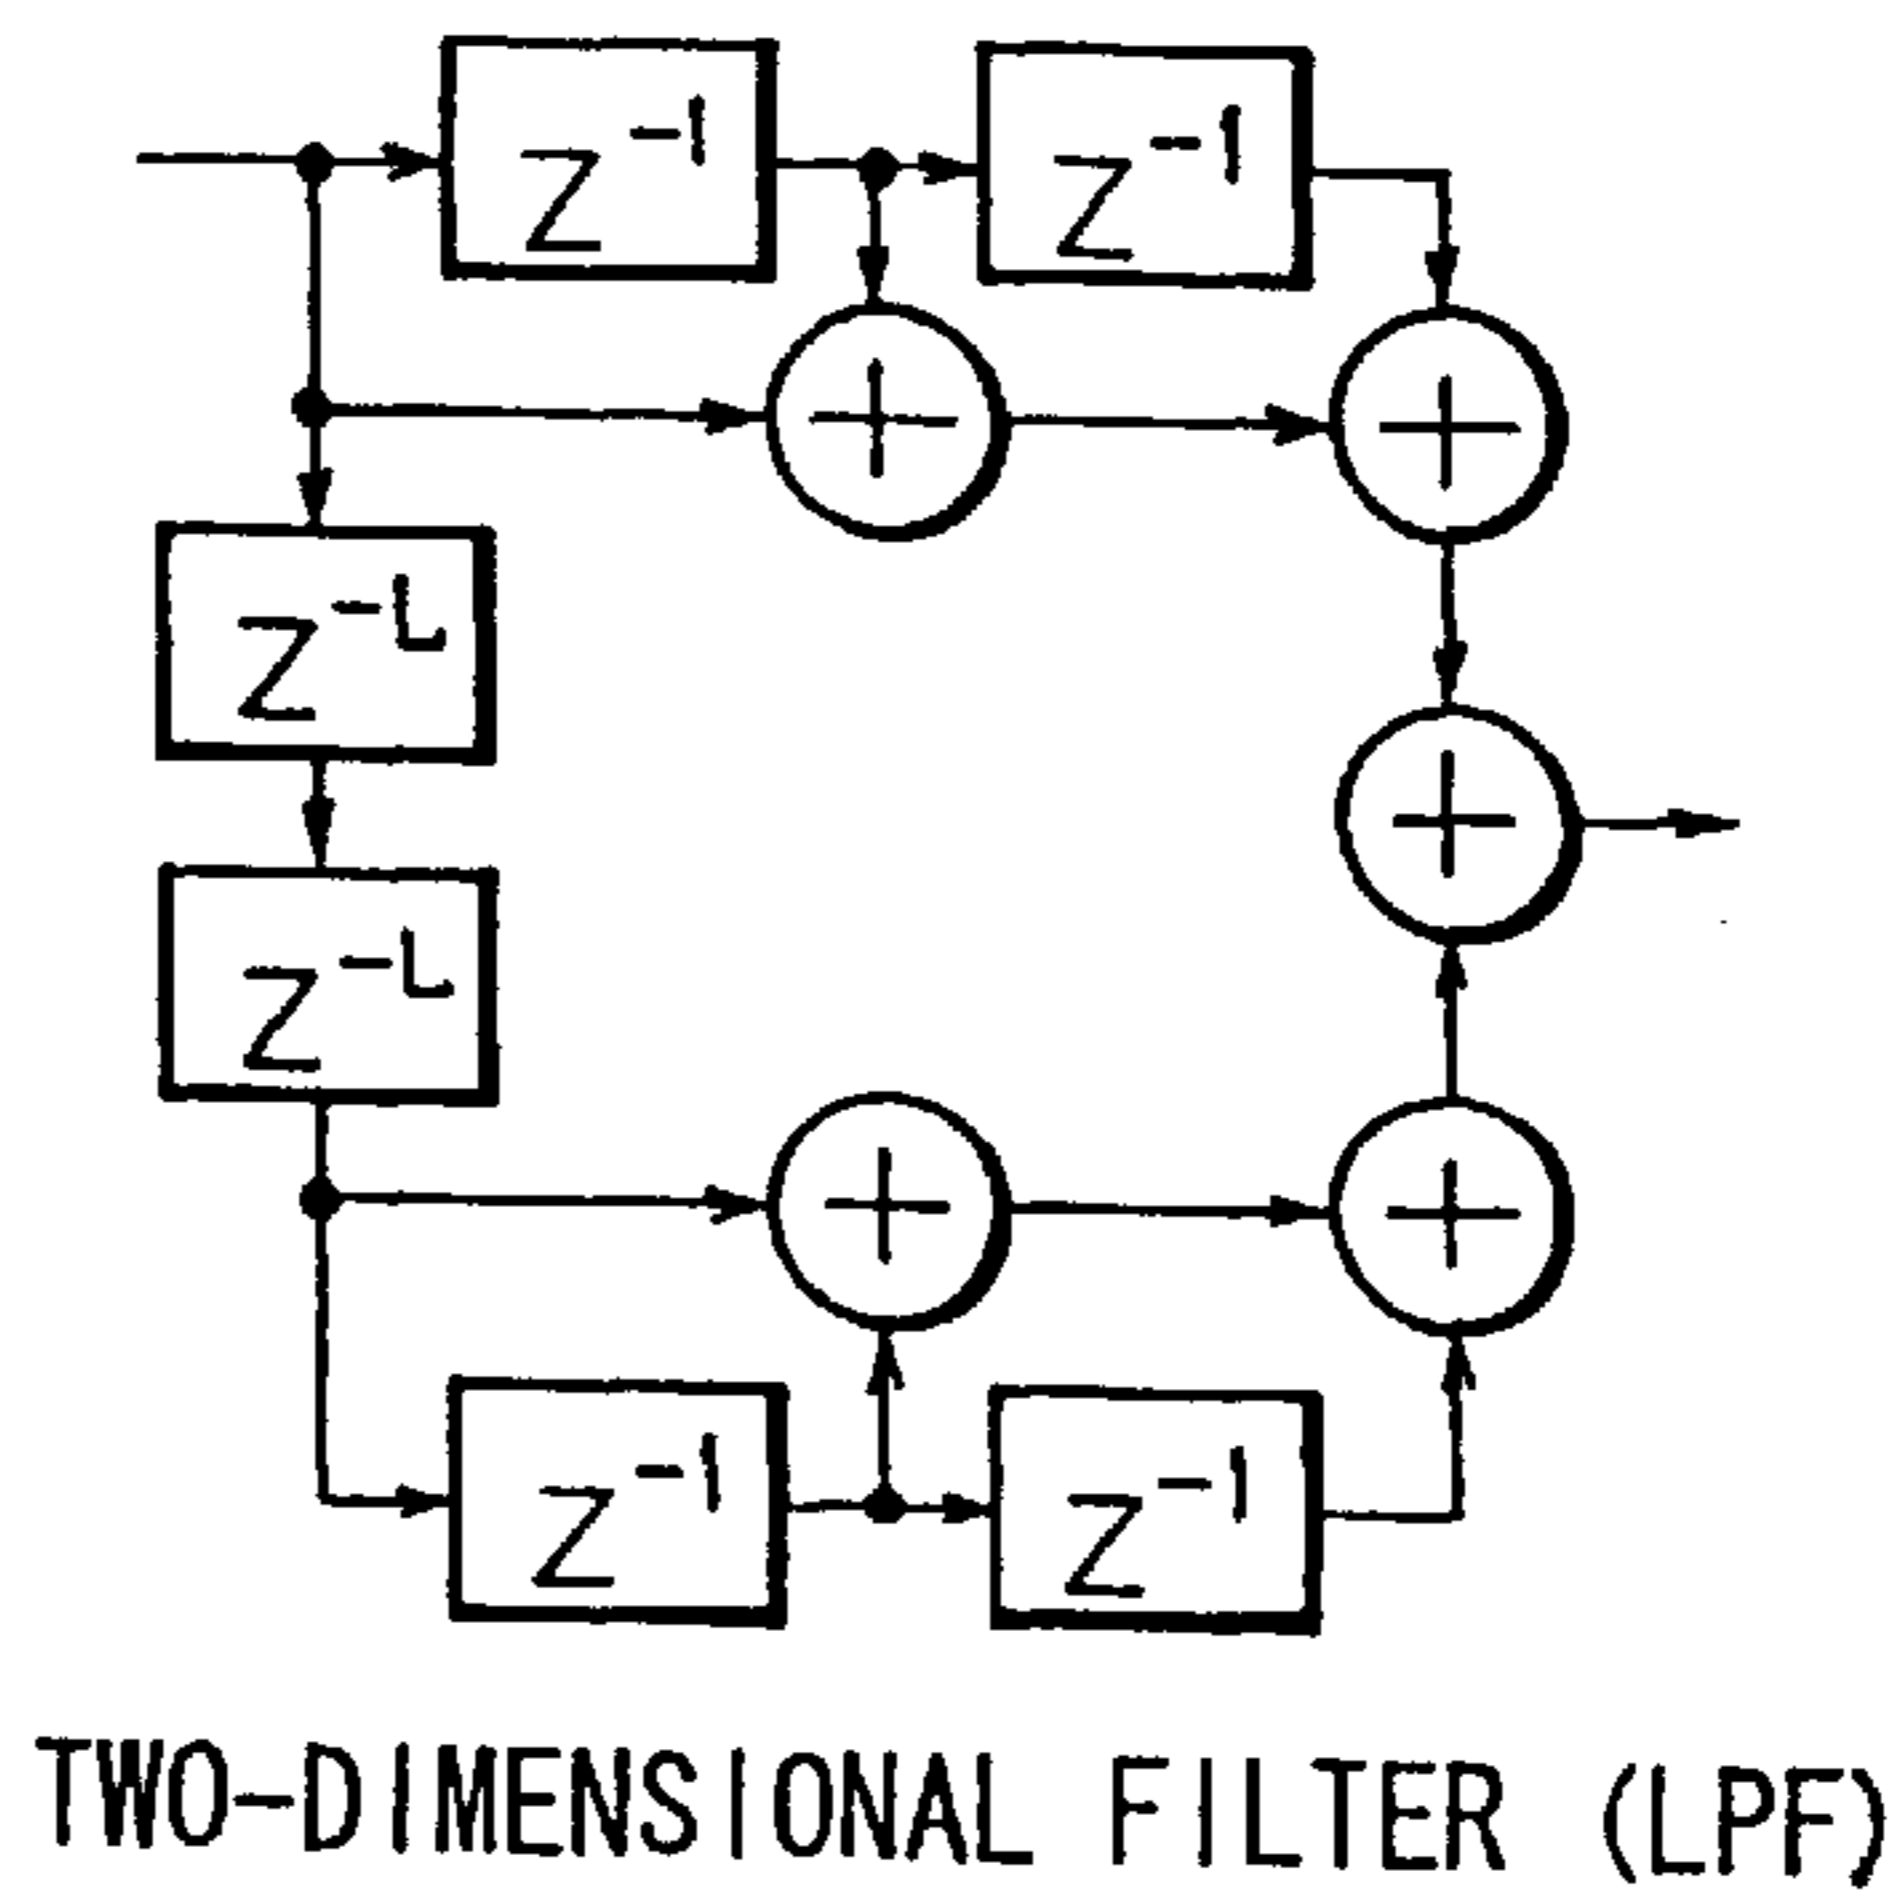 Z⁻¹ Z⁻¹
+ +
Z⁻ᴸ
+
Z⁻ᴸ
+ +
Z⁻¹ Z⁻¹
TWO-DIMENSIONAL FILTER (LPF)